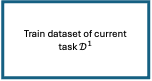 Train dataset of current
task 𝒟¹